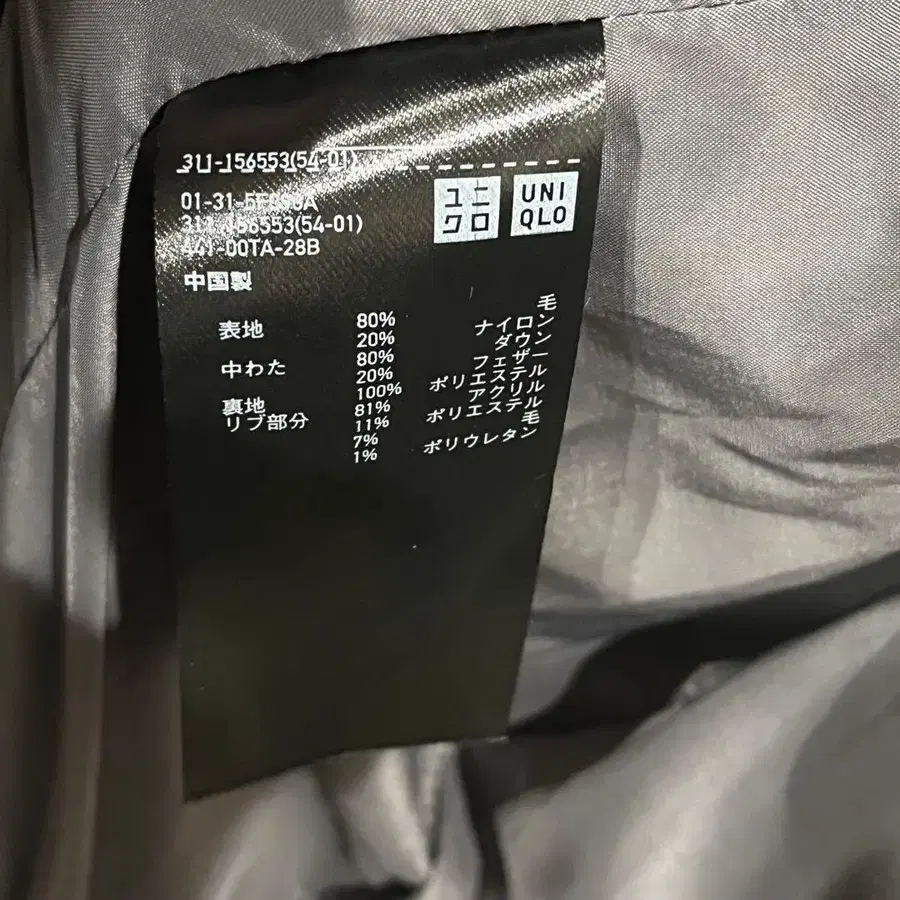 311-156553(54-01)
ユニ
クロ
UNI
QLO
01-31-
311-156553(54-01)
441-00TA-28B
中国製
表地 80% 毛
20% ナイロン
中わた 80% ダウン
20% フェザー
裏地 100% ポリエステル
リブ部分 81% アクリル
11% ポリエステル
7% 毛
1% ポリウレタン